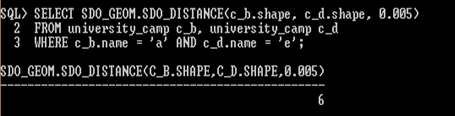 SQL> SELECT SDO_GEOM.SDO_DISTANCE(c_b.shape, c_d.shape, 0.005)
2 FROM university_camp c_b, university_camp c_d
3 WHERE c_b.name = 'a' AND c_d.name = 'e';
SDO_GEOM.SDO_DISTANCE(C_B.SHAPE,C_D.SHAPE,0.005)
------------------------------------------------
6